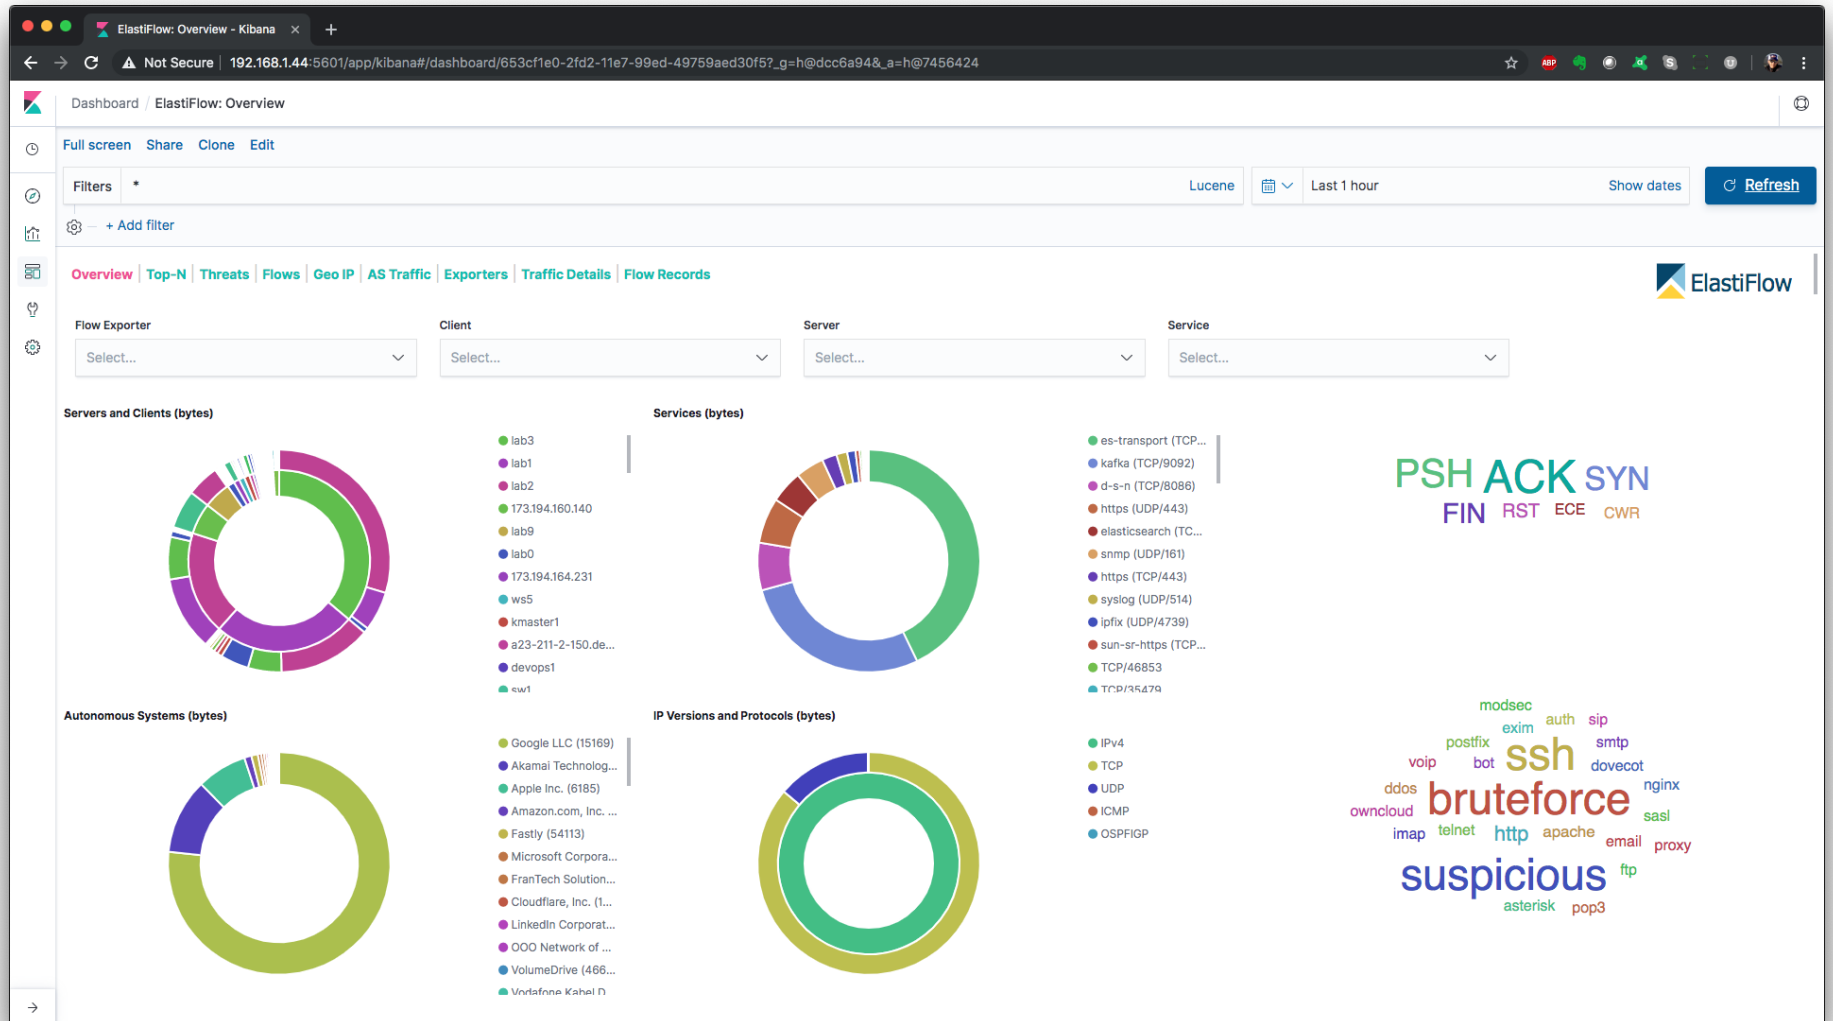 ElastiFlow: Overview - Kibana
Not Secure
192.168.1.44:5601/app/kibana#/dashboard/653cf1e0-2fd2-11e7-99ed-49759aed30f5?_g=h@dcc6a94&_a=h@7456424
ABP
Dashboard / ElastiFlow: Overview
Full screen Share Clone Edit
Filters * Lucene
Last 1 hour Show dates
Refresh
+ Add filter
Overview Top-N Threats Flows Geo IP AS Traffic Exporters Traffic Details Flow Records
ElastiFlow
Flow Exporter
Select...
Client
Select...
Server
Select...
Service
Select...
Servers and Clients (bytes)
lab3
lab1
lab2
173.194.160.140
lab9
lab0
173.194.164.231
ws5
kmaster1
a23-211-2-150.de...
devops1
sw1
Services (bytes)
es-transport (TCP...
kafka (TCP/9092)
d-s-n (TCP/8086)
https (UDP/443)
elasticsearch (TC...
snmp (UDP/161)
https (TCP/443)
syslog (UDP/514)
ipfix (UDP/4739)
sun-sr-https (TCP...
TCP/46853
TCP/35479
PSH ACK SYN
FIN RST ECE CWR
Autonomous Systems (bytes)
Google LLC (15169)
Akamai Technolog...
Apple Inc. (6185)
Amazon.com, Inc. ...
Fastly (54113)
Microsoft Corpora...
FranTech Solution...
Cloudflare, Inc. (1...
LinkedIn Corporat...
OOO Network of ...
VolumeDrive (466...
Vodafone Kabel D
IP Versions and Protocols (bytes)
IPv4
TCP
UDP
ICMP
OSPFIGP
modsec
exim auth sip
postfix ssh smtp
voip bot dovecot
ddos bruteforce nginx
owncloud sasl
imap telnet http apache email proxy
suspicious ftp
asterisk pop3